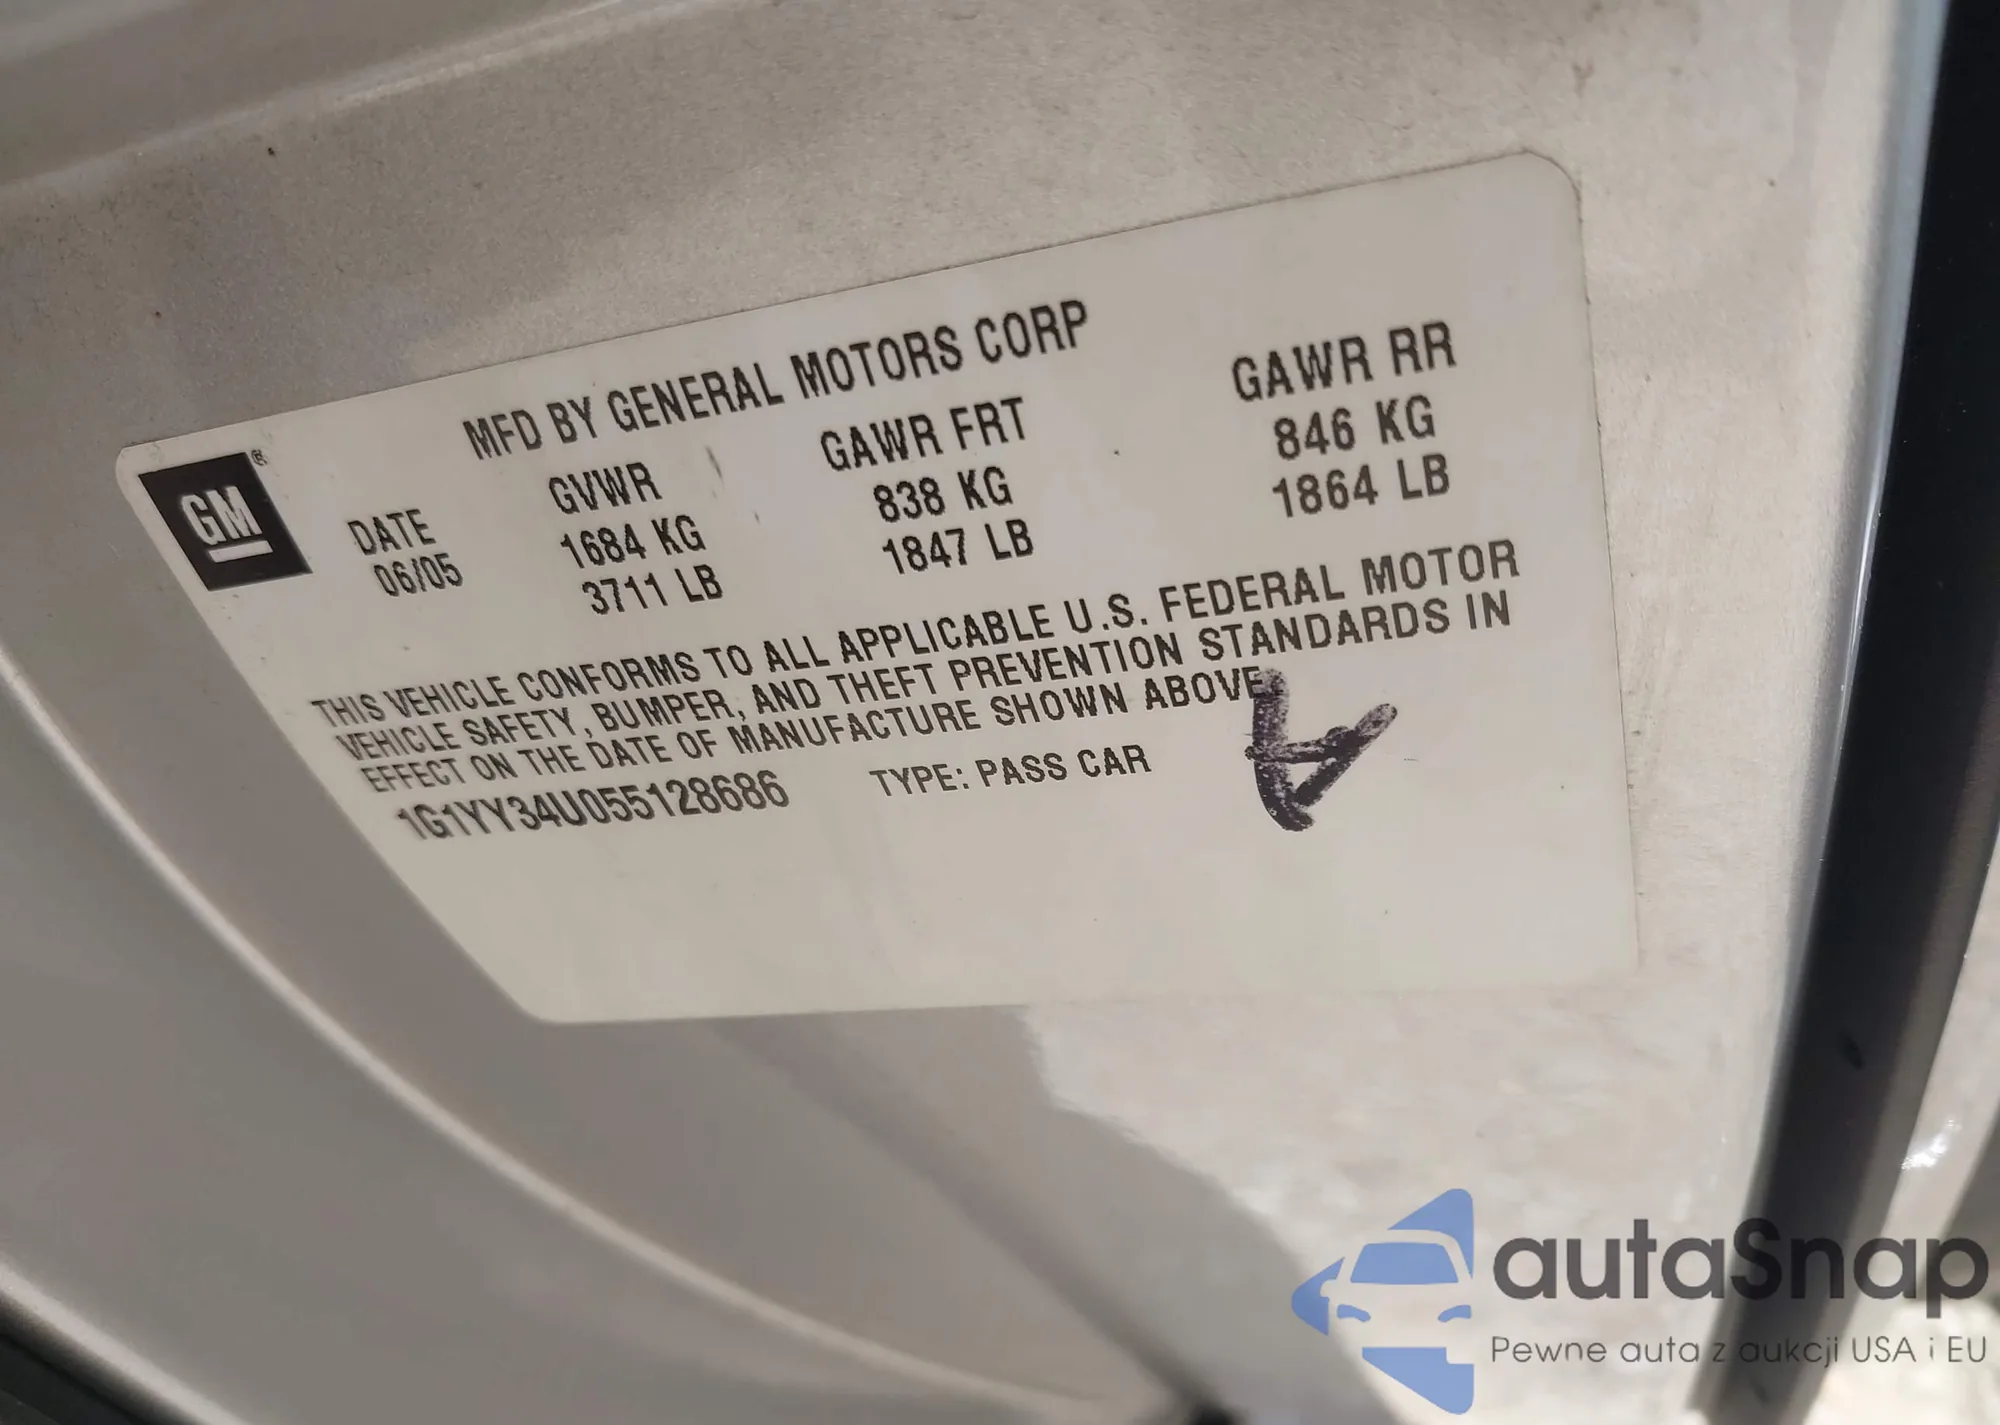 MFD BY GENERAL MOTORS CORP
GM ®
DATE GVWR GAWR FRT GAWR RR
06/05 1684 KG 838 KG 846 KG
3711 LB 1847 LB 1864 LB
THIS VEHICLE CONFORMS TO ALL APPLICABLE U.S. FEDERAL MOTOR
VEHICLE SAFETY, BUMPER, AND THEFT PREVENTION STANDARDS IN
EFFECT ON THE DATE OF MANUFACTURE SHOWN ABOVE.
1G1YY34U055128686 TYPE: PASS CAR
autaSnap
Pewne auta z aukcji USA i EU